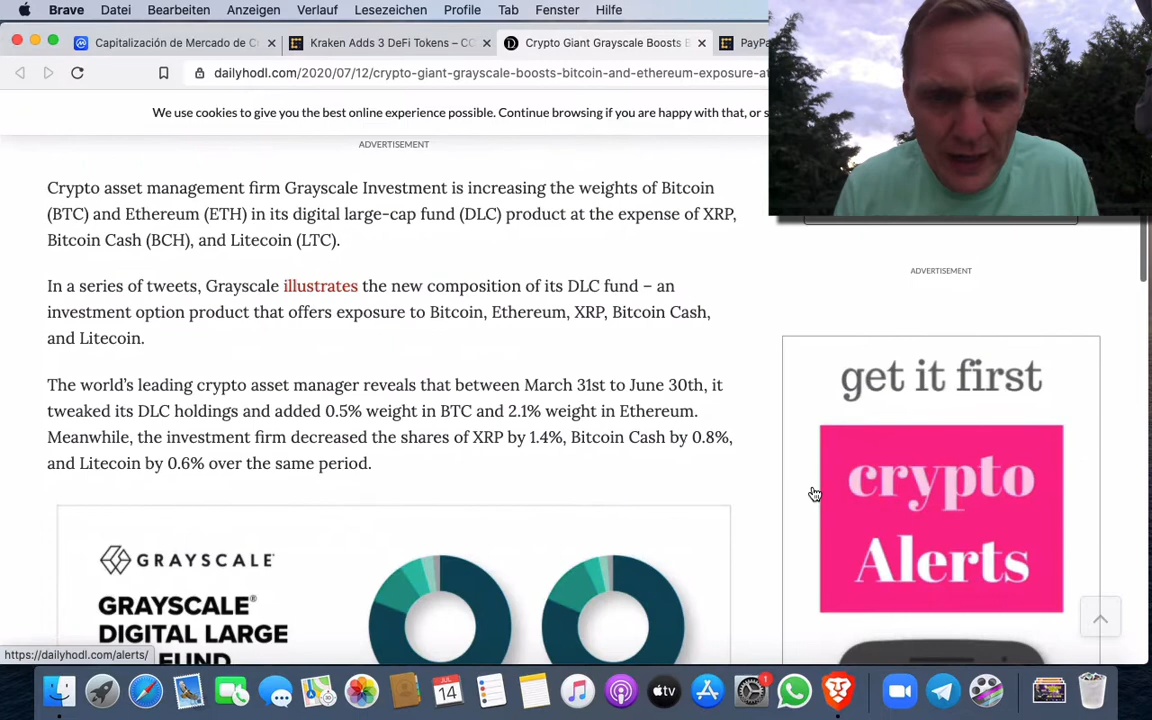 Brave Datei Bearbeiten Anzeigen Verlauf Lesezeichen Profile Tab Fenster Hilfe
Capitalización de Mercado de C
Kraken Adds 3 DeFi Tokens – CO
Crypto Giant Grayscale Boosts B
PayPa
dailyhodl.com/2020/07/12/crypto-giant-grayscale-boosts-bitcoin-and-ethereum-exposure-at
We use cookies to give you the best online experience possible. Continue browsing if you are happy with that, or s
ADVERTISEMENT
Crypto asset management firm Grayscale Investment is increasing the weights of Bitcoin
(BTC) and Ethereum (ETH) in its digital large-cap fund (DLC) product at the expense of XRP,
Bitcoin Cash (BCH), and Litecoin (LTC).
In a series of tweets, Grayscale illustrates the new composition of its DLC fund – an
investment option product that offers exposure to Bitcoin, Ethereum, XRP, Bitcoin Cash,
and Litecoin.
The world’s leading crypto asset manager reveals that between March 31st to June 30th, it
tweaked its DLC holdings and added 0.5% weight in BTC and 2.1% weight in Ethereum.
Meanwhile, the investment firm decreased the shares of XRP by 1.4%, Bitcoin Cash by 0.8%,
and Litecoin by 0.6% over the same period.
GRAYSCALE
GRAYSCALE®
DIGITAL LARGE
FUND
ADVERTISEMENT
get it first
crypto
Alerts
https://dailyhodl.com/alerts/
JUL
14
tv
1